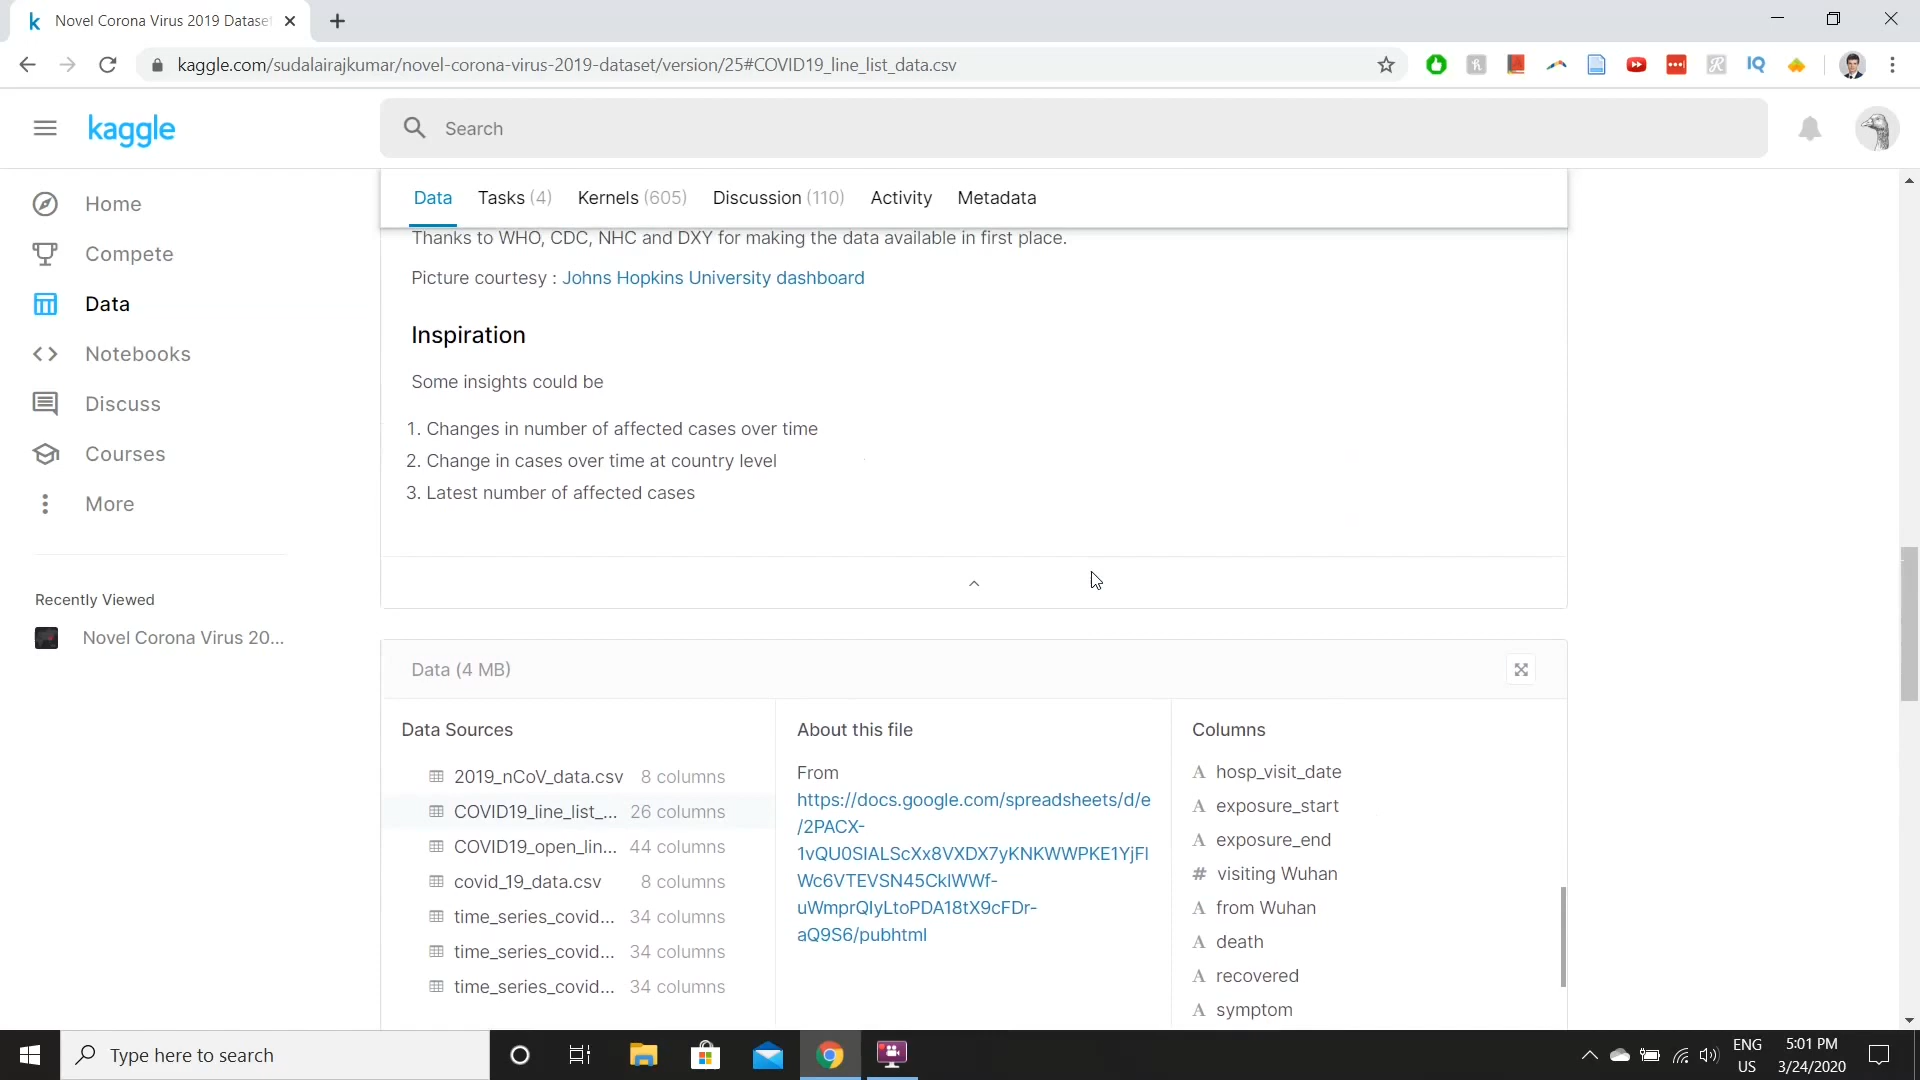 Novel Corona Virus 2019 Datase
kaggle.com/sudalairajkumar/novel-corona-virus-2019-dataset/version/25#COVID19_line_list_data.csv
IQ
kaggle
Search
Home
Compete
Data
Notebooks
Discuss
Courses
More
Recently Viewed
Novel Corona Virus 20...
Data Tasks (4) Kernels (605) Discussion (110) Activity Metadata
Thanks to WHO, CDC, NHC and DXY for making the data available in first place.
Picture courtesy : Johns Hopkins University dashboard
Inspiration
Some insights could be
1. Changes in number of affected cases over time
2. Change in cases over time at country level
3. Latest number of affected cases
Data (4 MB)
Data Sources
2019_nCoV_data.csv 8 columns
COVID19_line_list_... 26 columns
COVID19_open_lin... 44 columns
covid_19_data.csv 8 columns
time_series_covid... 34 columns
time_series_covid... 34 columns
time_series_covid... 34 columns
About this file
From
https://docs.google.com/spreadsheets/d/e
/2PACX-
1vQU0SIALScXx8VXDX7yKNKWWPKE1YjFl
Wc6VTEVSN45CklWWf-
uWmprQIyLtoPDA18tX9cFDr-
aQ9S6/pubhtml
Columns
A hosp_visit_date
A exposure_start
A exposure_end
# visiting Wuhan
A from Wuhan
A death
A recovered
A symptom
Type here to search
ENG
US
5:01 PM
3/24/2020